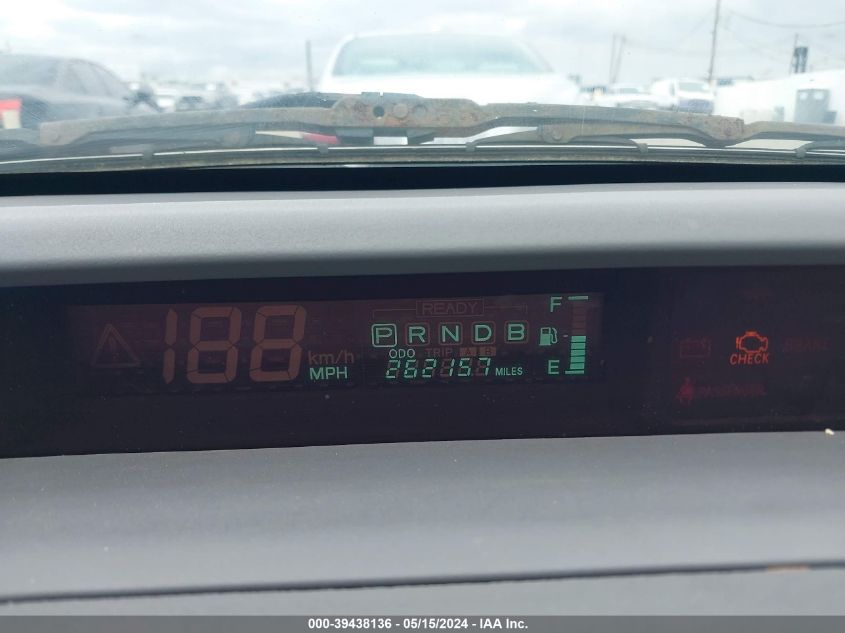 READY
F
188
P R N D B
km/h
ODO TRIP A B
MPH
262157 MILES
E
CHECK
000-39438136 - 05/15/2024 - IAA Inc.